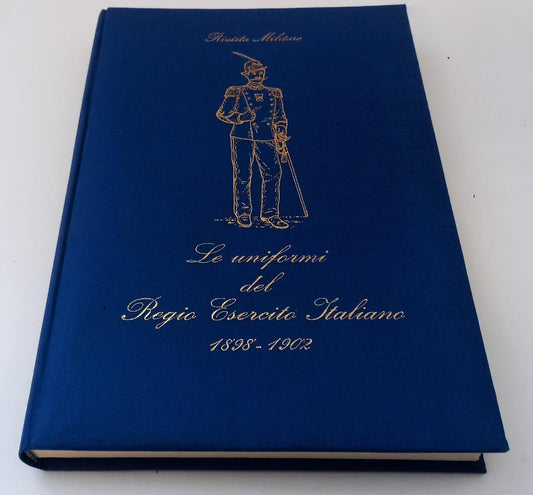 Rivista Militare
Le uniformi
del
Regio Esercito Italiano
1898-1902